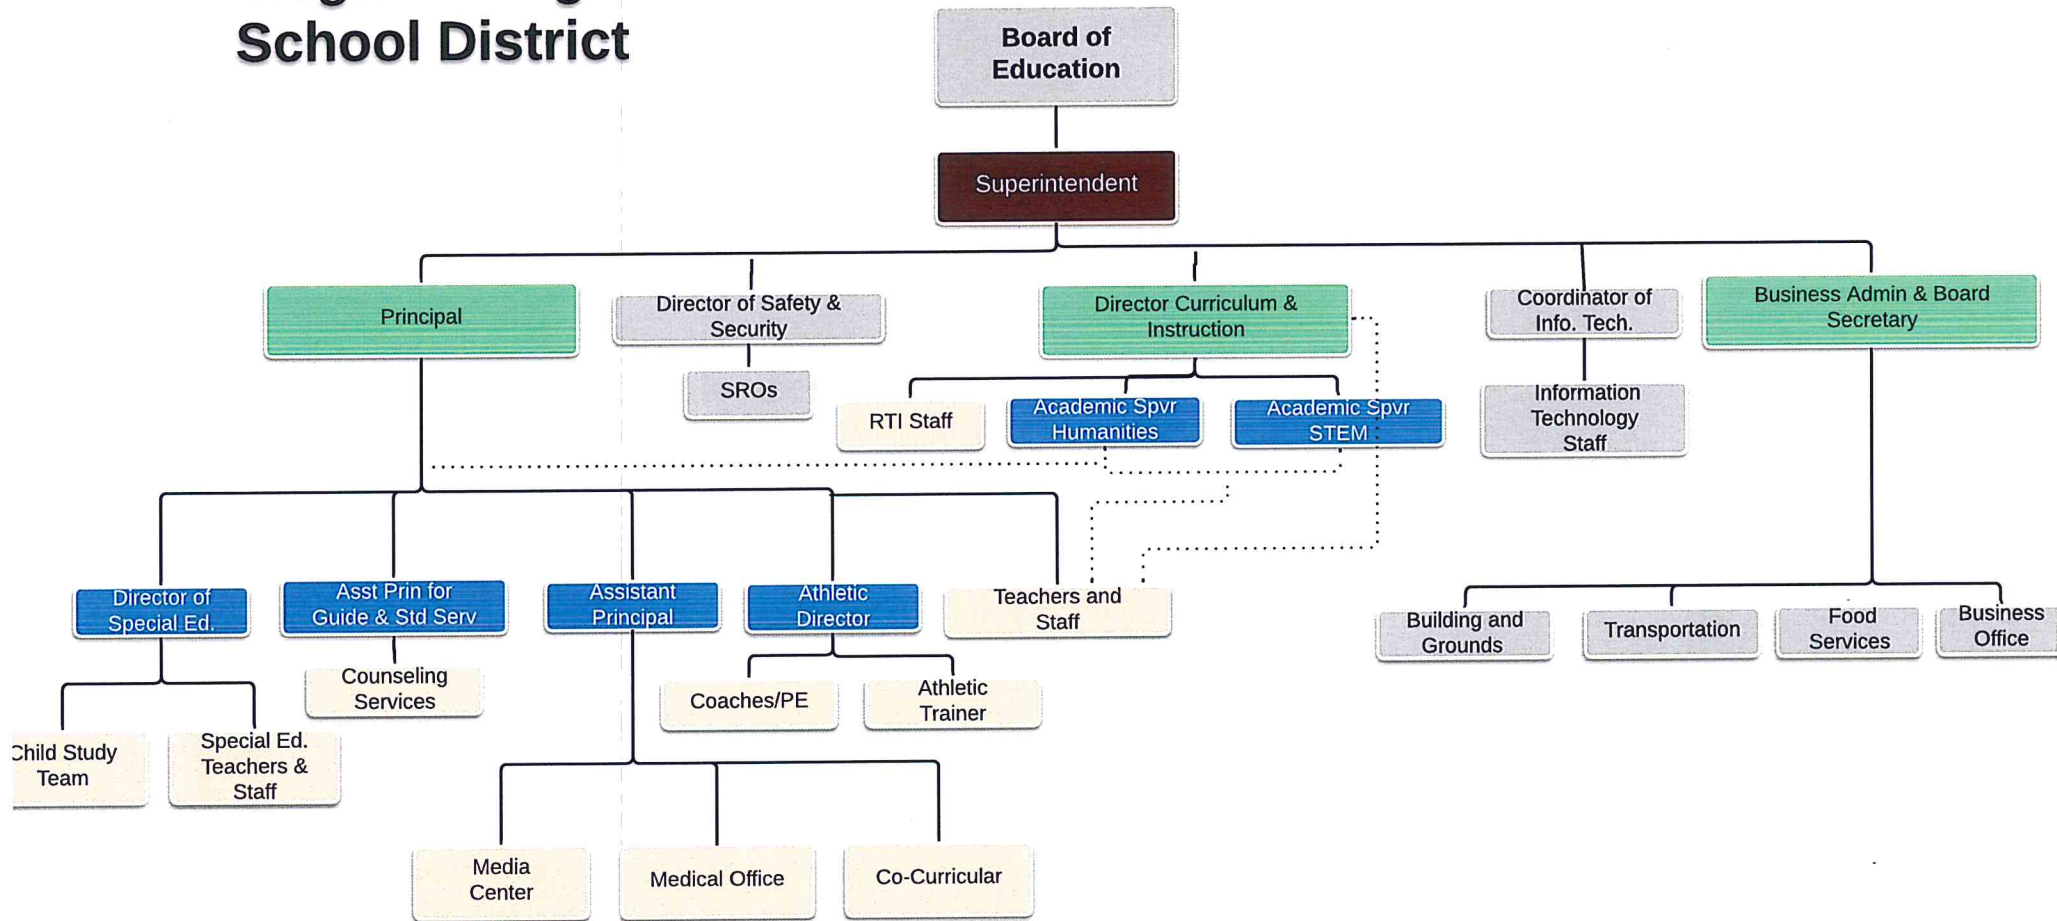 School District
Board of
Education
Superintendent
Principal
Director of Safety &
Security
Director Curriculum &
Instruction
Coordinator of
Info. Tech.
Business Admin & Board
Secretary
SROs
RTI Staff
Academic Spvr
Humanities
Academic Spvr
STEM
Information
Technology
Staff
Director of
Special Ed.
Asst Prin for
Guide & Std Serv
Assistant
Principal
Athletic
Director
Teachers and
Staff
Building and
Grounds
Transportation
Food
Services
Business
Office
Counseling
Services
Coaches/PE
Athletic
Trainer
Child Study
Team
Special Ed.
Teachers &
Staff
Media
Center
Medical Office
Co-Curricular